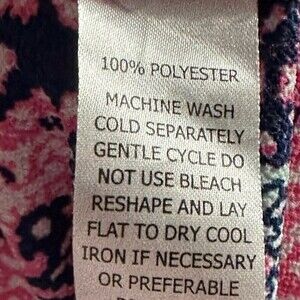 100% POLYESTER
MACHINE WASH
COLD SEPARATELY
GENTLE CYCLE DO
NOT USE BLEACH
RESHAPE AND LAY
FLAT TO DRY COOL
IRON IF NECESSARY
OR PREFERABLE